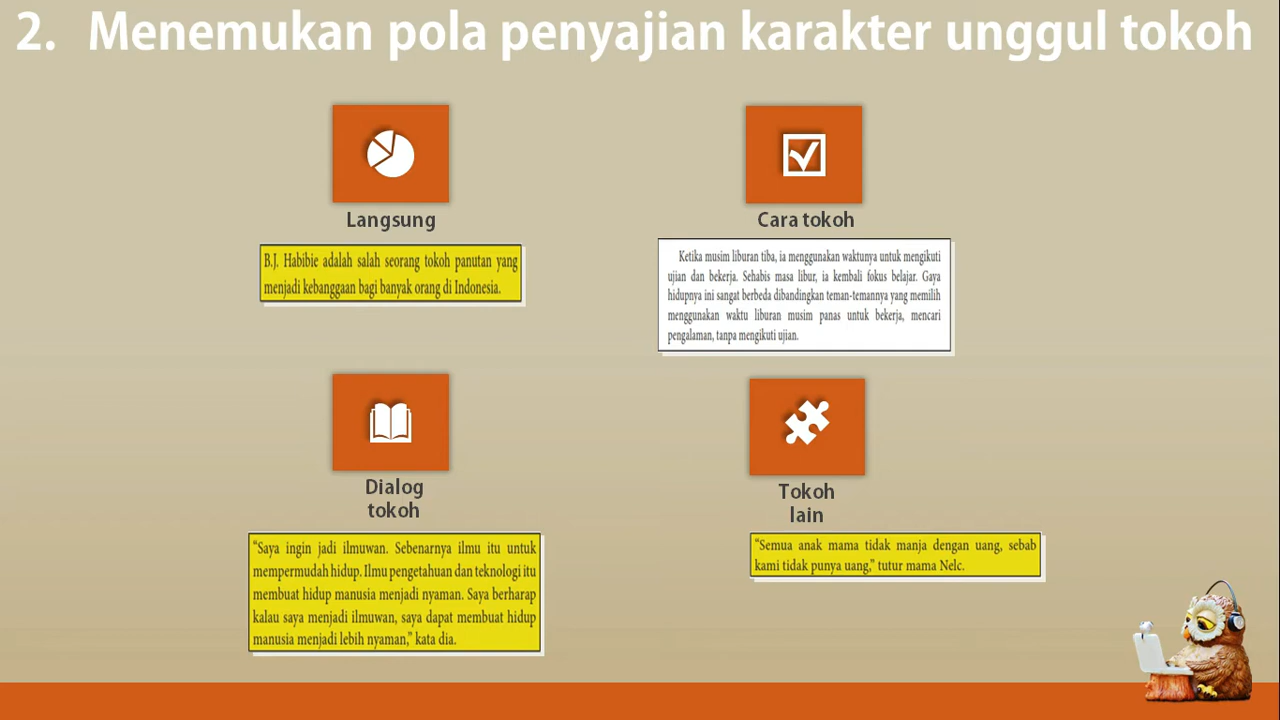 2. Menemukan pola penyajian karakter unggul tokoh
Langsung
B.J. Habibie adalah salah seorang tokoh panutan yang
menjadi kebanggaan bagi banyak orang di Indonesia.
Cara tokoh
Ketika musim liburan tiba, ia menggunakan waktunya untuk mengikuti
ujian dan bekerja. Sehabis masa libur, ia kembali fokus belajar. Gaya
hidupnya ini sangat berbeda dibandingkan teman-temannya yang memilih
menggunakan waktu liburan musim panas untuk bekerja, mencari
pengalaman, tanpa mengikuti ujian.
Dialog
tokoh
“Saya ingin jadi ilmuwan. Sebenarnya ilmu itu untuk
mempermudah hidup. Ilmu pengetahuan dan teknologi itu
membuat hidup manusia menjadi nyaman. Saya berharap
kalau saya menjadi ilmuwan, saya dapat membuat hidup
manusia menjadi lebih nyaman,” kata dia.
Tokoh
lain
“Semua anak mama tidak manja dengan uang, sebab
kami tidak punya uang,” tutur mama Nelc.